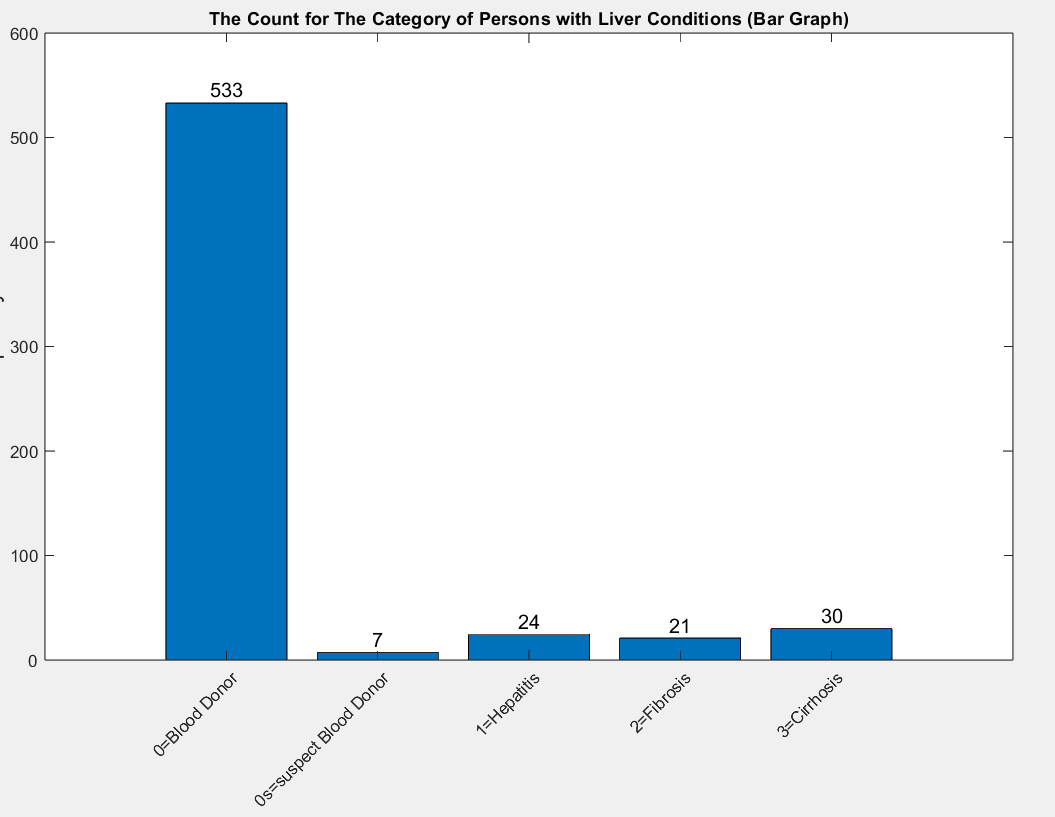 The Count for The Category of Persons with Liver Conditions (Bar Graph)
600
500
400
300
200
100
0
533
7
24
21
30
0=Blood Donor
0s=suspect Blood Donor
1=Hepatitis
2=Fibrosis
3=Cirrhosis